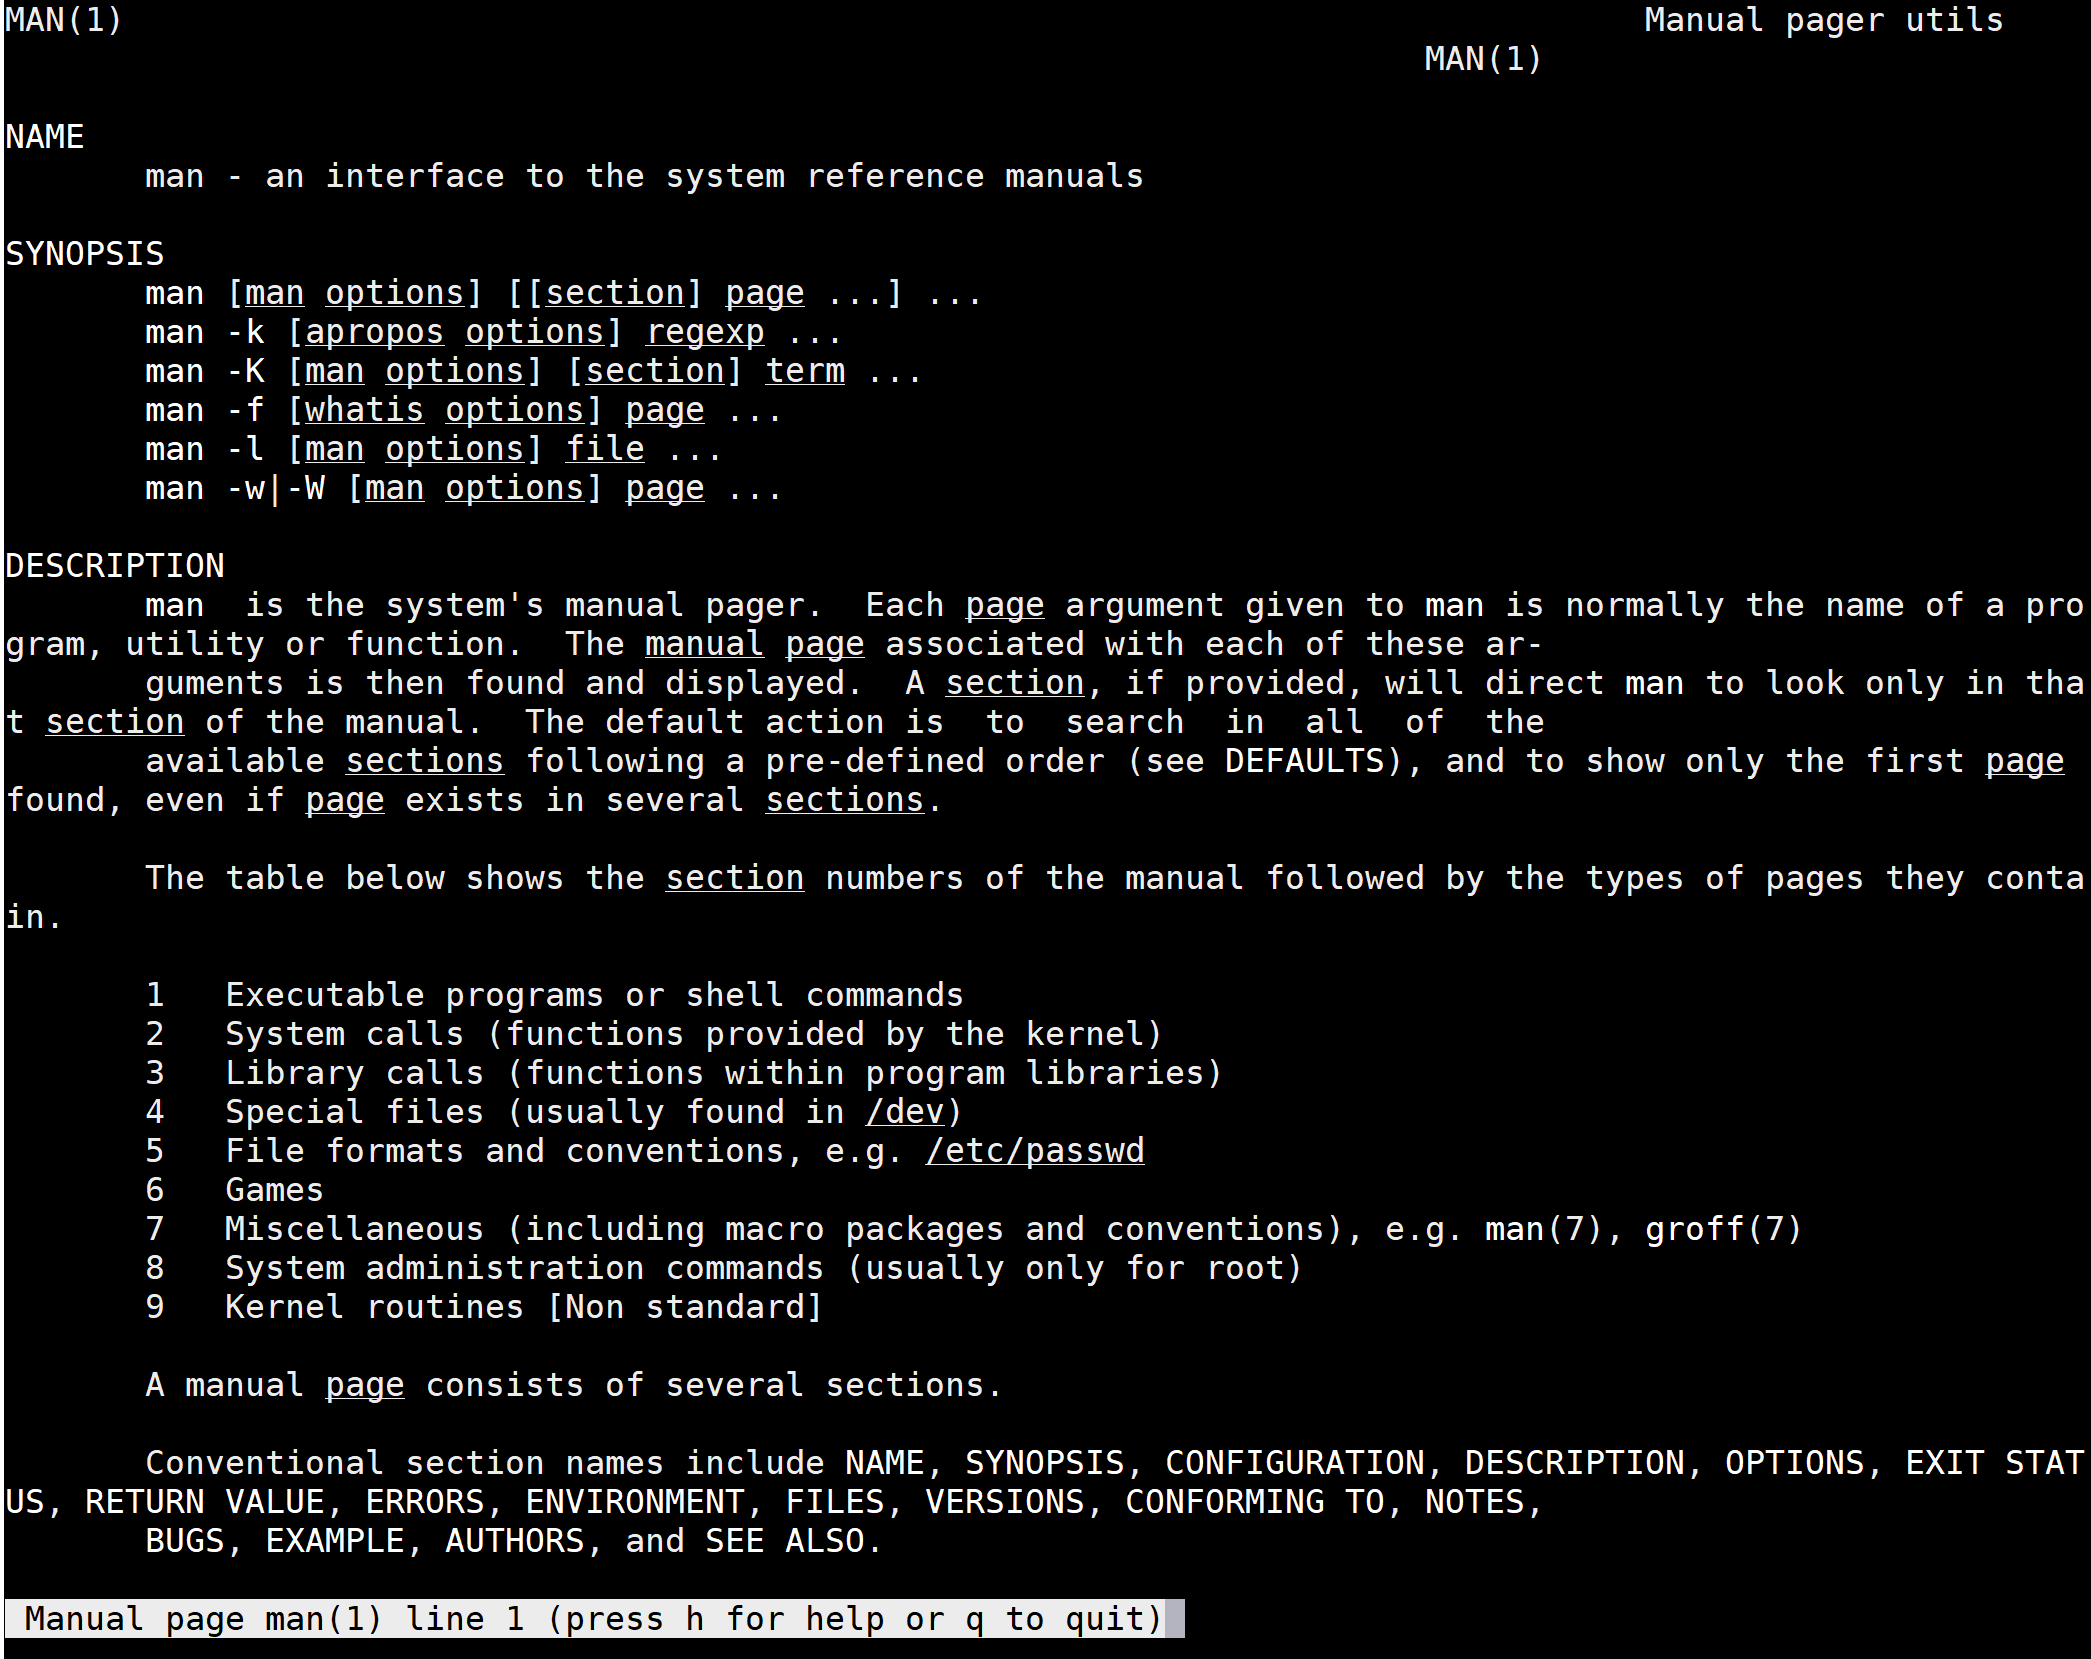 MAN(1)                                                                            Manual pager utils
                                                                       MAN(1)

NAME
       man - an interface to the system reference manuals

SYNOPSIS
       man [man options] [[section] page ...] ...
       man -k [apropos options] regexp ...
       man -K [man options] [section] term ...
       man -f [whatis options] page ...
       man -l [man options] file ...
       man -w|-W [man options] page ...

DESCRIPTION
       man  is the system's manual pager.  Each page argument given to man is normally the name of a pro
gram, utility or function.  The manual page associated with each of these ar-
       guments is then found and displayed.  A section, if provided, will direct man to look only in tha
t section of the manual.  The default action is  to  search  in  all  of  the
       available sections following a pre-defined order (see DEFAULTS), and to show only the first page
found, even if page exists in several sections.

       The table below shows the section numbers of the manual followed by the types of pages they conta
in.

       1   Executable programs or shell commands
       2   System calls (functions provided by the kernel)
       3   Library calls (functions within program libraries)
       4   Special files (usually found in /dev)
       5   File formats and conventions, e.g. /etc/passwd
       6   Games
       7   Miscellaneous (including macro packages and conventions), e.g. man(7), groff(7)
       8   System administration commands (usually only for root)
       9   Kernel routines [Non standard]

       A manual page consists of several sections.

       Conventional section names include NAME, SYNOPSIS, CONFIGURATION, DESCRIPTION, OPTIONS, EXIT STAT
US, RETURN VALUE, ERRORS, ENVIRONMENT, FILES, VERSIONS, CONFORMING TO, NOTES,
       BUGS, EXAMPLE, AUTHORS, and SEE ALSO.

 Manual page man(1) line 1 (press h for help or q to quit)